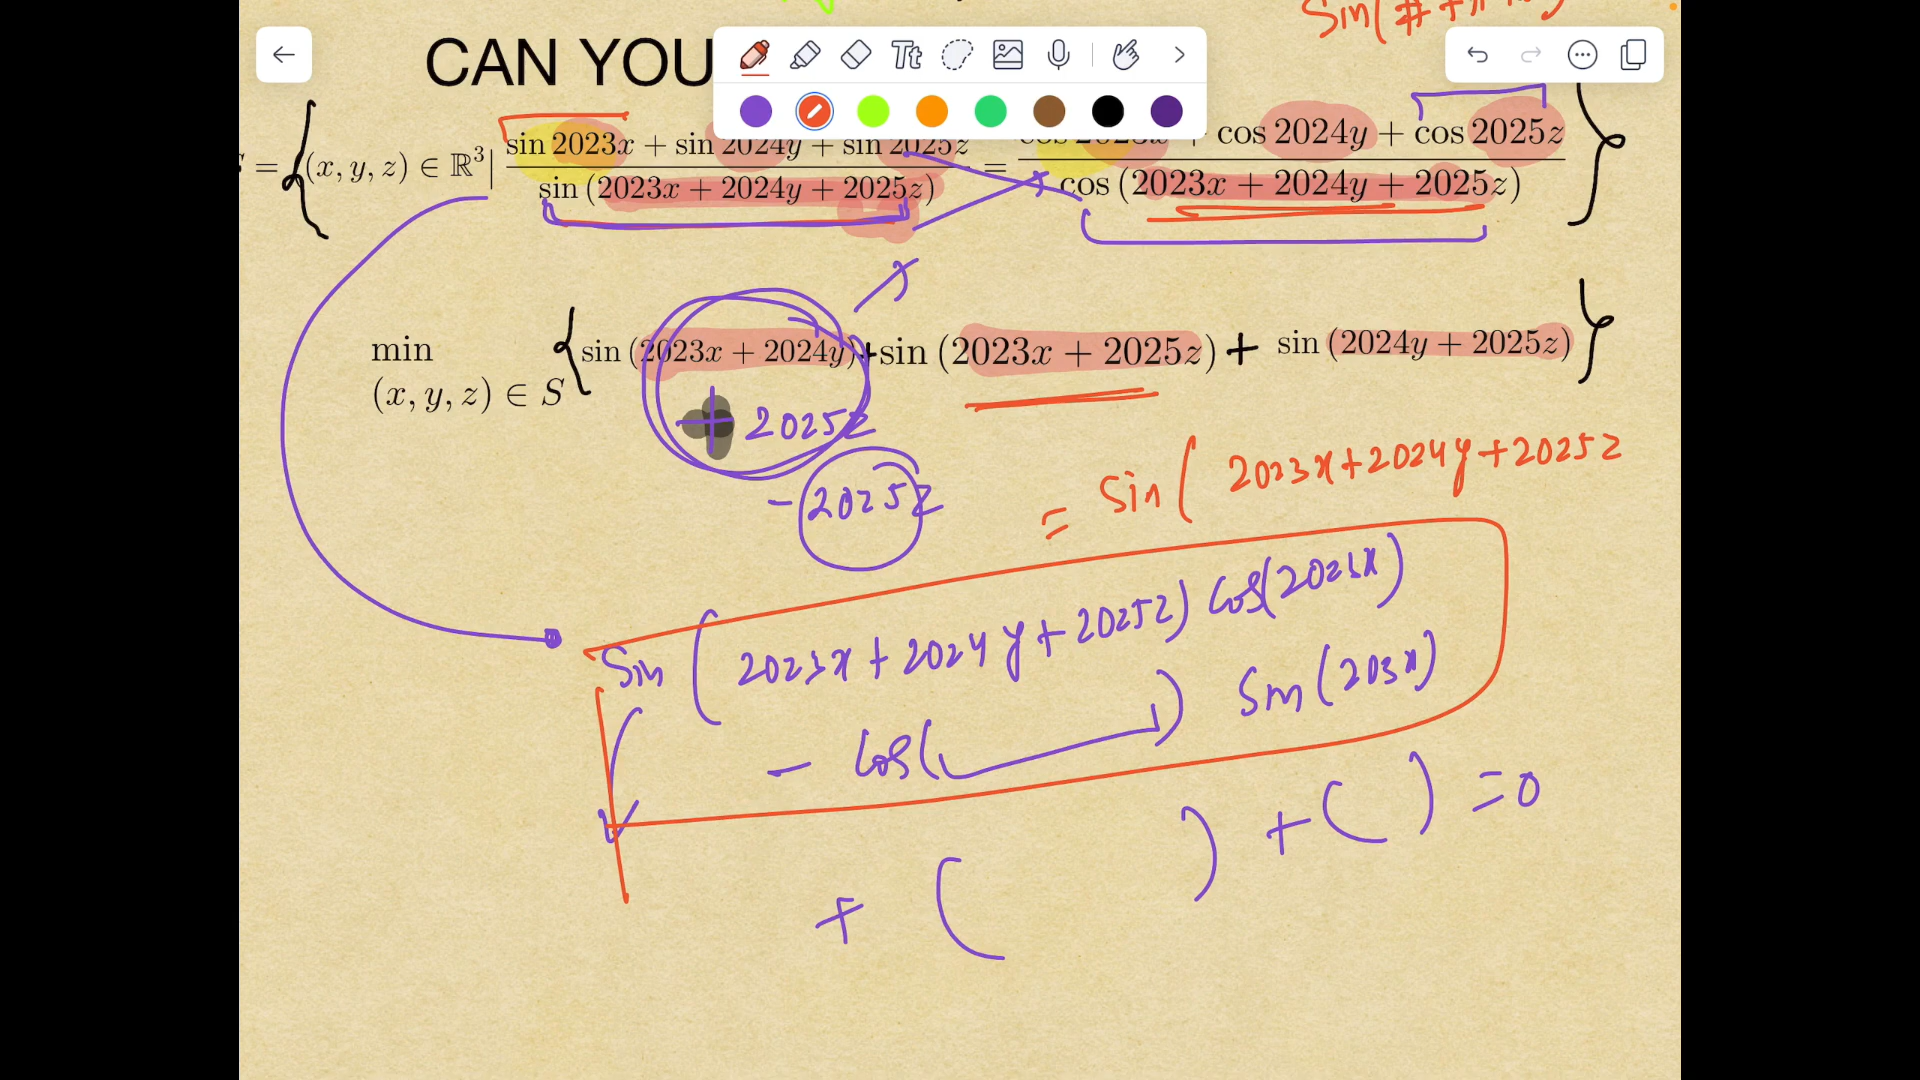 CAN YOU
= { (x, y, z) ∈ ℝ³ | sin 2023x + sin 2024y + sin 2025z / sin (2023x + 2024y + 2025z) = cos 2023x + cos 2024y + cos 2025z / cos (2023x + 2024y + 2025z) }
min { sin (2023x + 2024y) + sin (2023x + 2025z) + sin (2024y + 2025z) }
(x, y, z) ∈ S
+ 2025z
- 2025z
= Sin( 2023x+2024y+2025z
Sin ( 2023x + 2024y + 2025z) Cos(2023x)
- Cos( ) Sin (203x)
+ ( ) + ( ) = 0
Tt